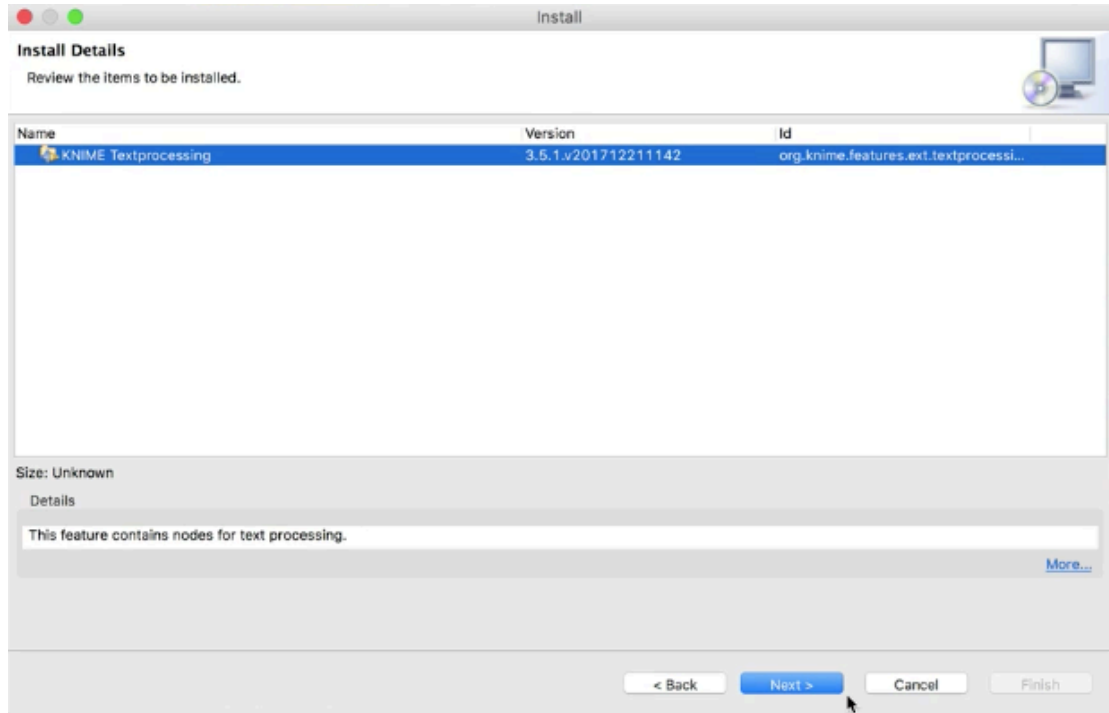 Install
Install Details
Review the items to be installed.
Name Version Id
KNIME Textprocessing 3.5.1.v201712211142 org.knime.features.ext.textprocessi...
Size: Unknown
Details
This feature contains nodes for text processing.
More...
< Back Next > Cancel Finish